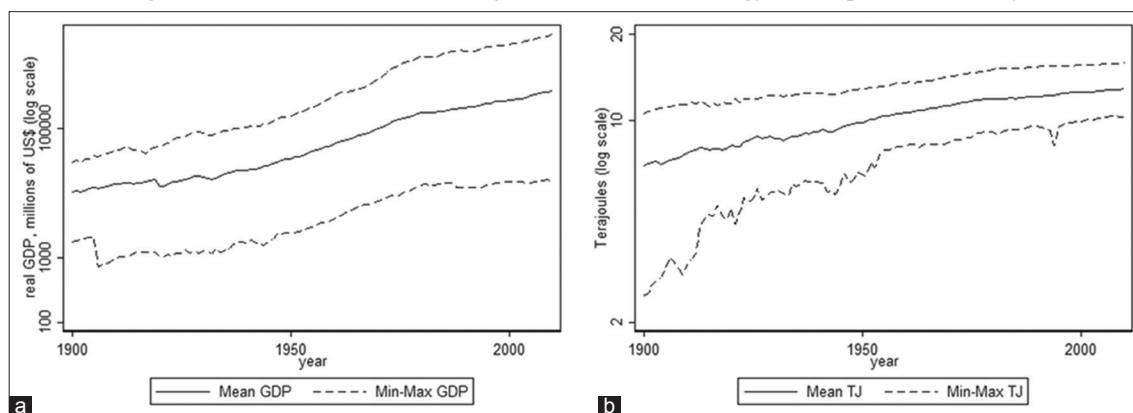 real GDP, millions of US$ (log scale)
100000
1000
100
1900
1950
2000
year
Mean GDP
Min-Max GDP
a
Terajoules (log scale)
20
10
2
1900
1950
2000
year
Mean TJ
Min-Max TJ
b